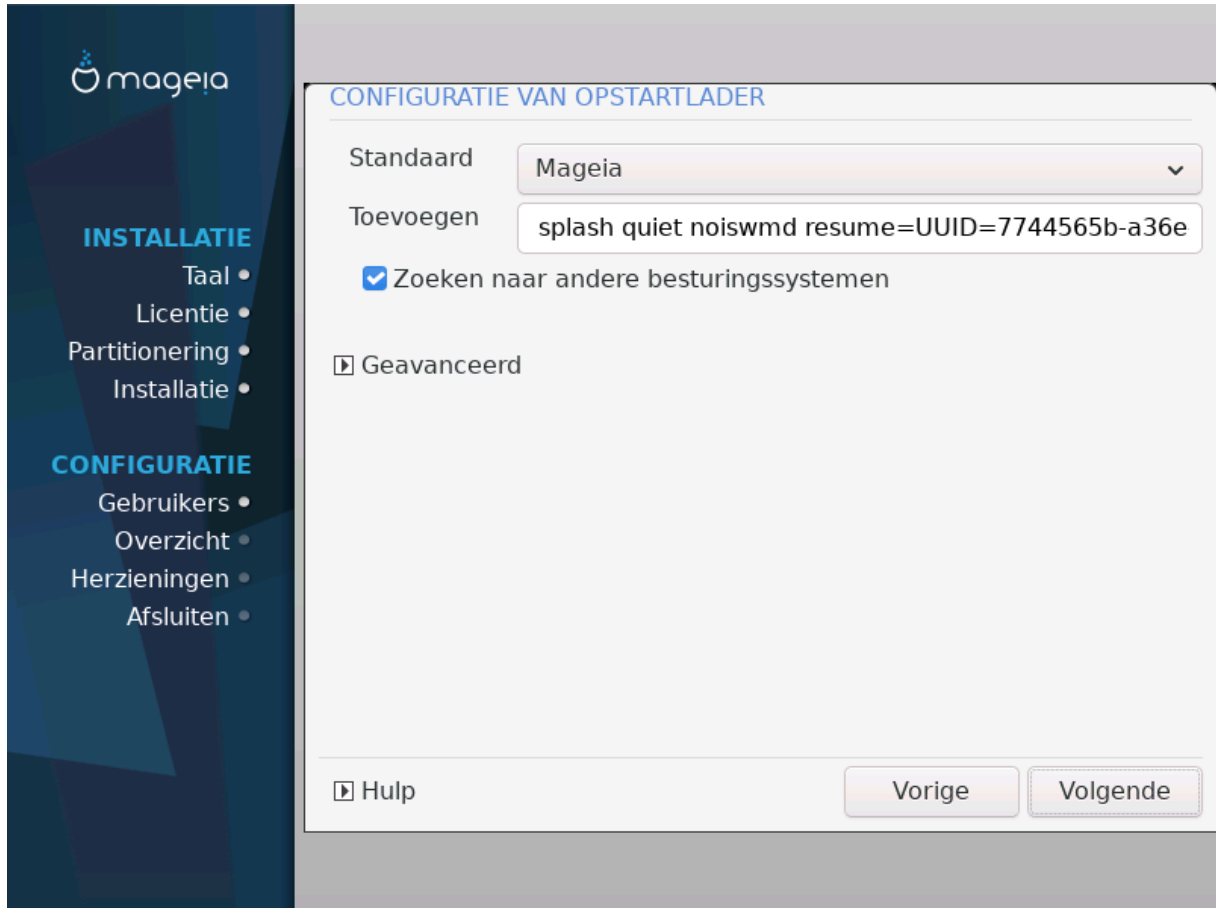 mageia
INSTALLATIE
Taal
Licentie
Partitionering
Installatie
CONFIGURATIE
Gebruikers
Overzicht
Herzieningen
Afsluiten
CONFIGURATIE VAN OPSTARTLADER
Standaard Mageia
Toevoegen splash quiet noiswmd resume=UUID=7744565b-a36e
Zoeken naar andere besturingssystemen
Geavanceerd
Hulp Vorige Volgende